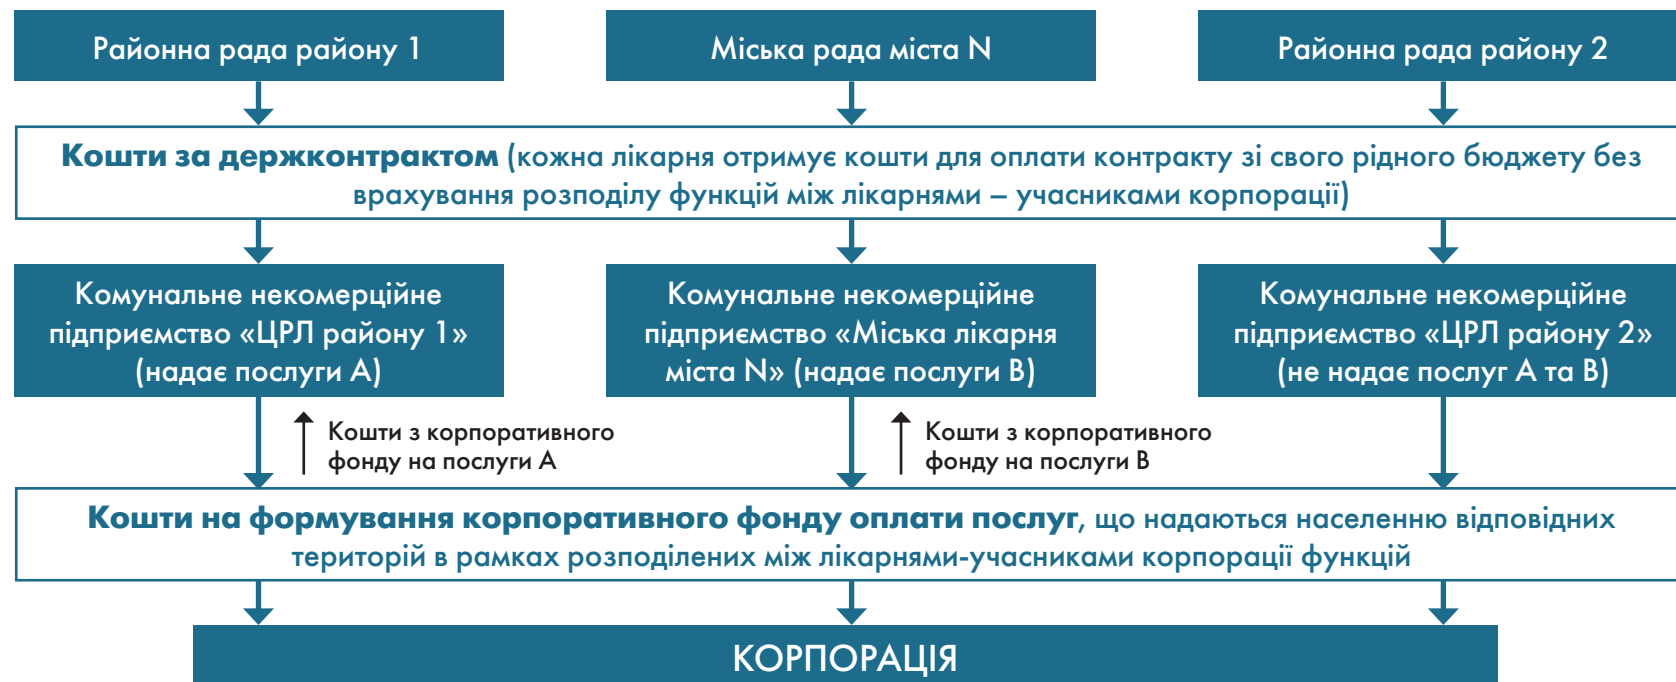 Районна рада району 1
Міська рада міста N
Районна рада району 2
Кошти за держконтрактом (кожна лікарня отримує кошти для оплати контракту зі свого рідного бюджету без
врахування розподілу функцій між лікарнями – учасниками корпорації)
Комунальне некомерційне
підприємство «ЦРЛ району 1»
(надає послуги А)
Комунальне некомерційне
підприємство «Міська лікарня
міста N» (надає послуги В)
Комунальне некомерційне
підприємство «ЦРЛ району 2»
(не надає послуг А та В)
Кошти з корпоративного
фонду на послуги А
Кошти з корпоративного
фонду на послуги В
Кошти на формування корпоративного фонду оплати послуг, що надаються населенню відповідних
територій в рамках розподілених між лікарнями-учасниками корпорації функцій
КОРПОРАЦІЯ